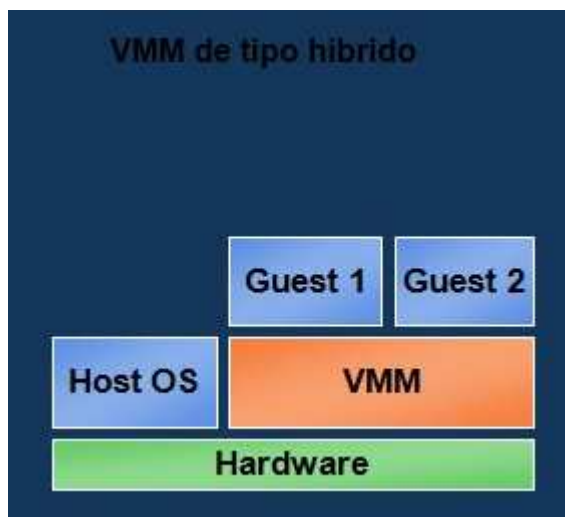 VMM de tipo hibrido
Guest 1
Guest 2
Host OS
VMM
Hardware